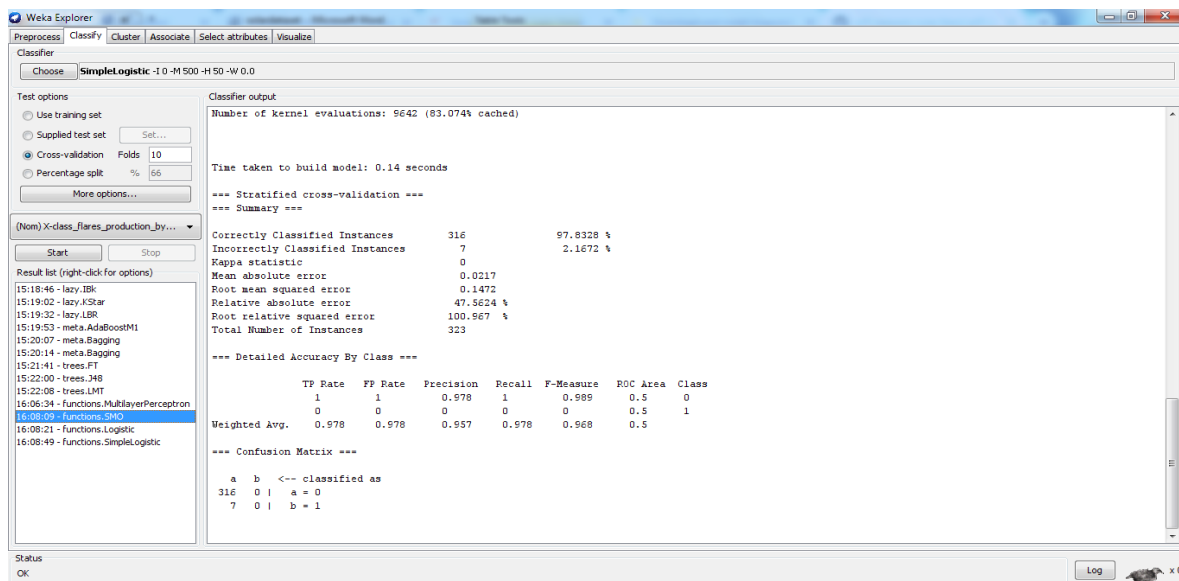 Weka Explorer
Preprocess Classify Cluster Associate Select attributes Visualize
Classifier
Choose SimpleLogistic -I 0 -M 500 -H 50 -W 0.0
Test options
Use training set
Supplied test set Set...
Cross-validation Folds 10
Percentage split % 66
More options...
(Nom) X-class_flares_production_by...
Start Stop
Result list (right-click for options)
15:18:46 - lazy.IBk
15:19:02 - lazy.KStar
15:19:32 - lazy.LBR
15:19:53 - meta.AdaBoostM1
15:20:07 - meta.Bagging
15:20:14 - meta.Bagging
15:21:41 - trees.FT
15:22:00 - trees.J48
15:22:08 - trees.LMT
16:06:34 - functions.MultilayerPerceptron
16:08:09 - functions.SMO
16:08:21 - functions.Logistic
16:08:49 - functions.SimpleLogistic
Classifier output
Number of kernel evaluations: 9642 (83.074% cached)
Time taken to build model: 0.14 seconds
=== Stratified cross-validation ===
=== Summary ===
Correctly Classified Instances 316 97.8328 %
Incorrectly Classified Instances 7 2.1672 %
Kappa statistic 0
Mean absolute error 0.0217
Root mean squared error 0.1472
Relative absolute error 47.5624 %
Root relative squared error 100.967 %
Total Number of Instances 323
=== Detailed Accuracy By Class ===
TP Rate FP Rate Precision Recall F-Measure ROC Area Class
1 1 0.978 1 0.989 0.5 0
0 0 0 0 0 0.5 1
Weighted Avg. 0.978 0.978 0.957 0.978 0.968 0.5
=== Confusion Matrix ===
a b <-- classified as
316 0 | a = 0
7 0 | b = 1
Status
OK
Log
x